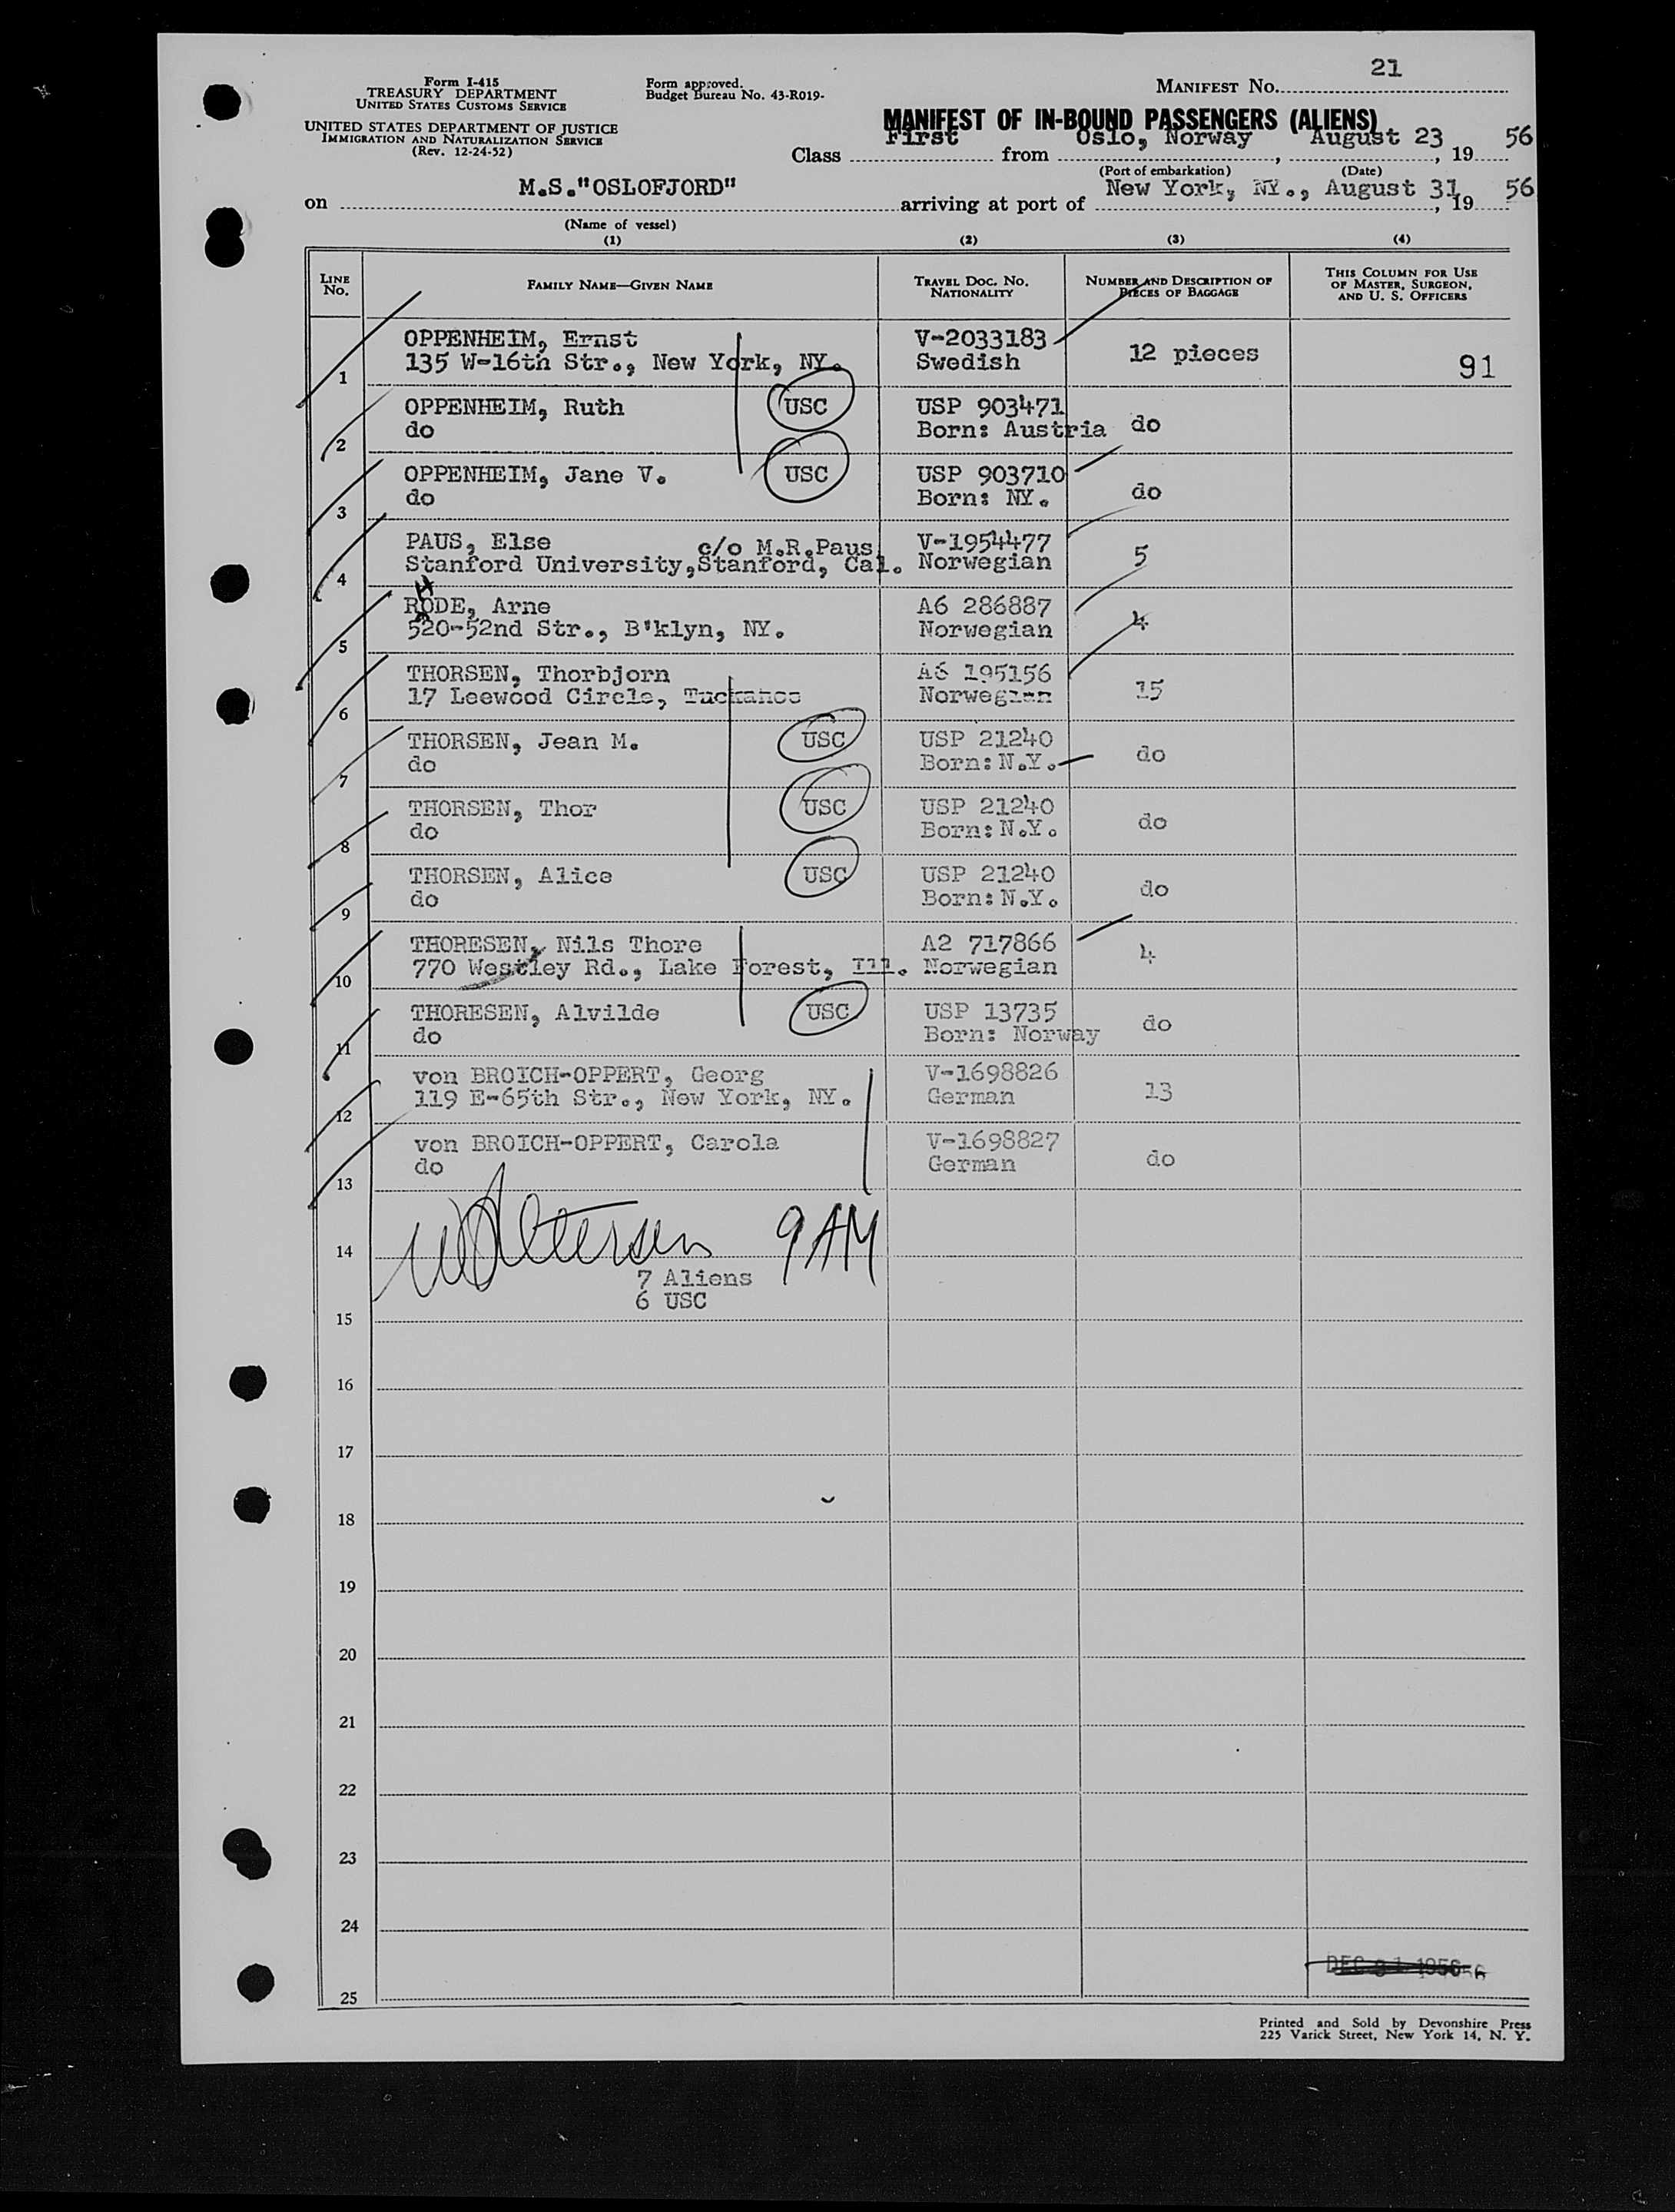 21
Form I-415
TREASURY DEPARTMENT
UNITED STATES CUSTOMS SERVICE
Form approved.
Budget Bureau No. 43-R019-
MANIFEST No.
UNITED STATES DEPARTMENT OF JUSTICE
IMMIGRATION AND NATURALIZATION SERVICE
(Rev. 12-24-52)
MANIFEST OF IN-BOUND PASSENGERS (ALIENS)
Class First from Oslo, Norway, August 23, 19 56
(Port of embarkation) (Date)
on M.S."OSLOFJORD" arriving at port of New York, NY., August 31, 19 56
(Name of vessel)
(1) (2) (3) (4)
LINE No. FAMILY NAME—GIVEN NAME TRAVEL DOC. No. NATIONALITY NUMBER AND DESCRIPTION OF PIECES OF BAGGAGE THIS COLUMN FOR USE OF MASTER, SURGEON, AND U. S. OFFICERS
OPPENHEIM, Ernst V-2033183
1 135 W-16th Str., New York, NY. Swedish 12 pieces 91
OPPENHEIM, Ruth USC USP 903471
2 do Born: Austria do
OPPENHEIM, Jane V. USC USP 903710
3 do Born: NY. do
PAUS, Else c/o M.R.Paus V-1954477
4 Stanford University,Stanford, Cal. Norwegian 5
H
RODE, Arne A6 286887
5 520-52nd Str., B'klyn, NY. Norwegian 4
THORSEN, Thorbjorn A6 195156
6 17 Leewood Circle, Tuckahoe Norwegian 15
THORSEN, Jean M. USC USP 21240
7 do Born: N.Y. do
THORSEN, Thor USC USP 21240
8 do Born: N.Y. do
THORSEN, Alice USC USP 21240
9 do Born: N.Y. do
THORESEN, Nils Thore A2 717866
10 770 Westley Rd., Lake Forest, Ill. Norwegian 4
THORESEN, Alvilde USC USP 13735
11 do Born: Norway do
von BROICH-OPPERT, Georg V-1698826
12 119 E-65th Str., New York, NY. German 13
von BROICH-OPPERT, Carola V-1698827
13 do German do
14 9 AM
7 Aliens
6 USC
15
16
17
18
19
20
21
22
23
24
DEC 31 1956
25
Printed and Sold by Devonshire Press
225 Varick Street, New York 14, N. Y.